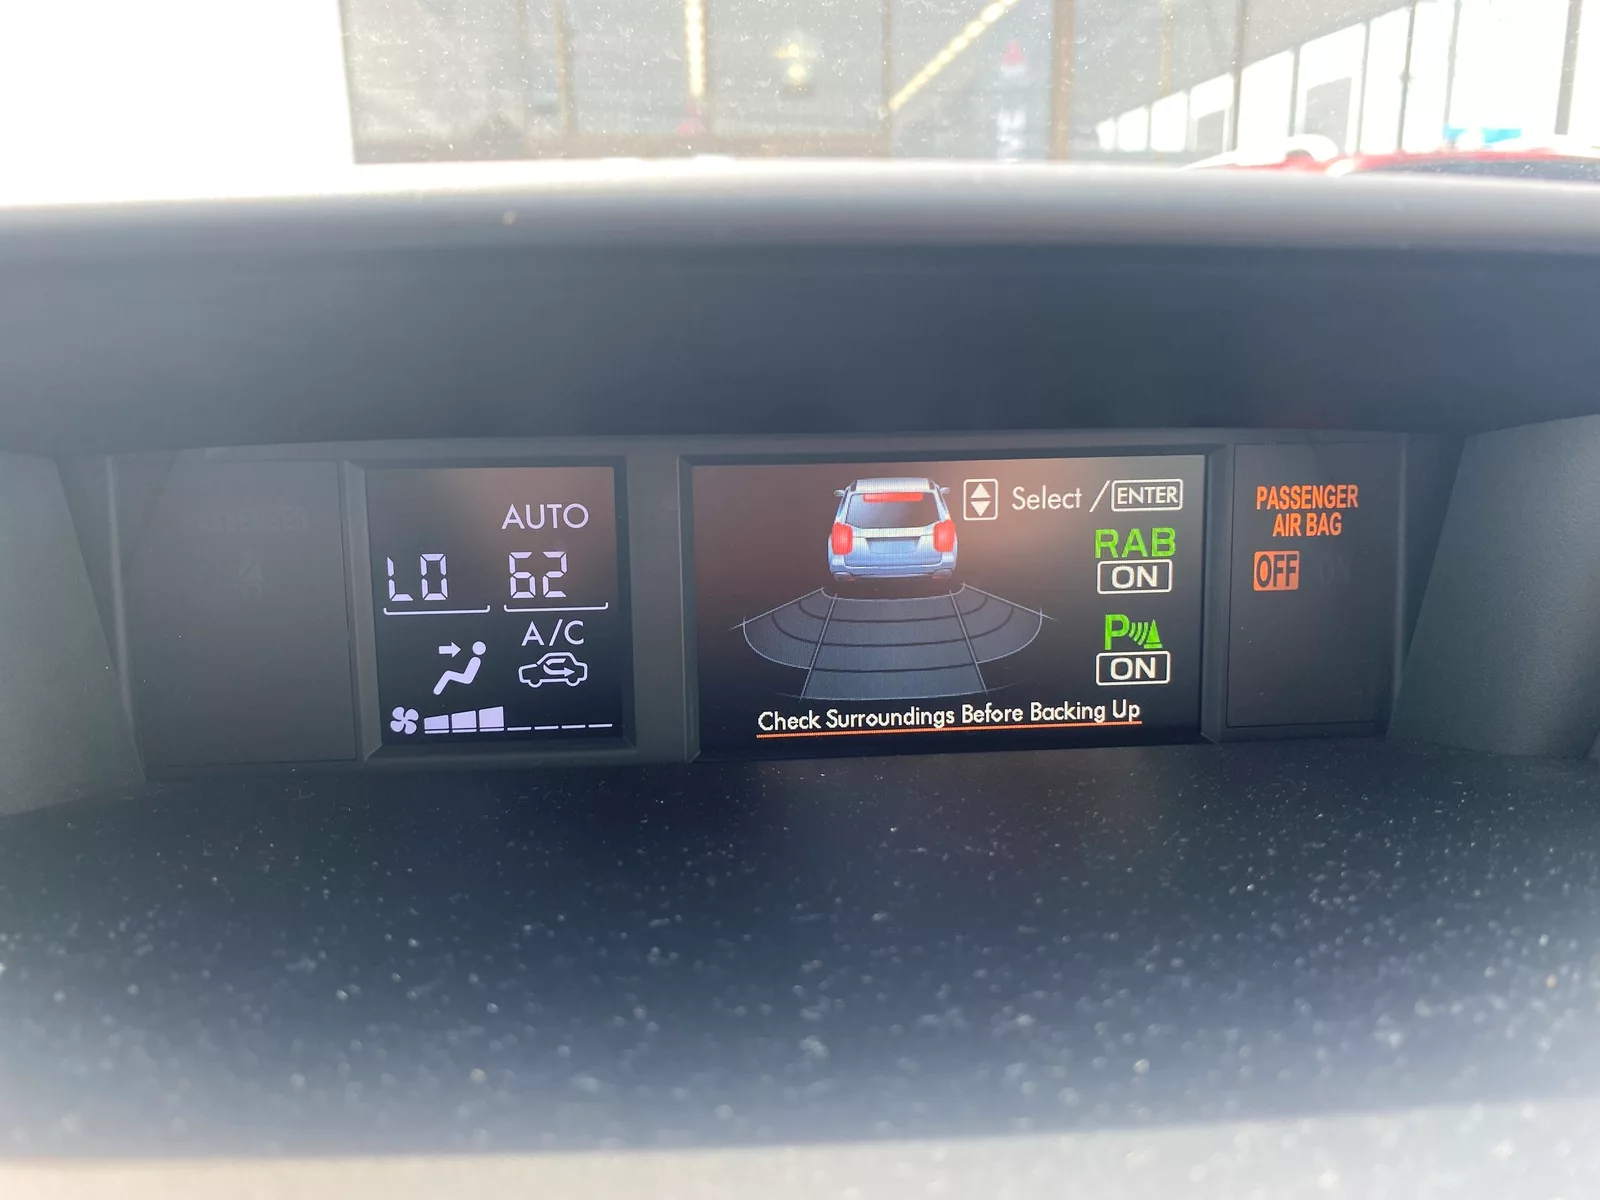 AUTO
LO 62
A/C
Select / ENTER
RAB
ON
P
ON
Check Surroundings Before Backing Up
PASSENGER
AIR BAG
OFF